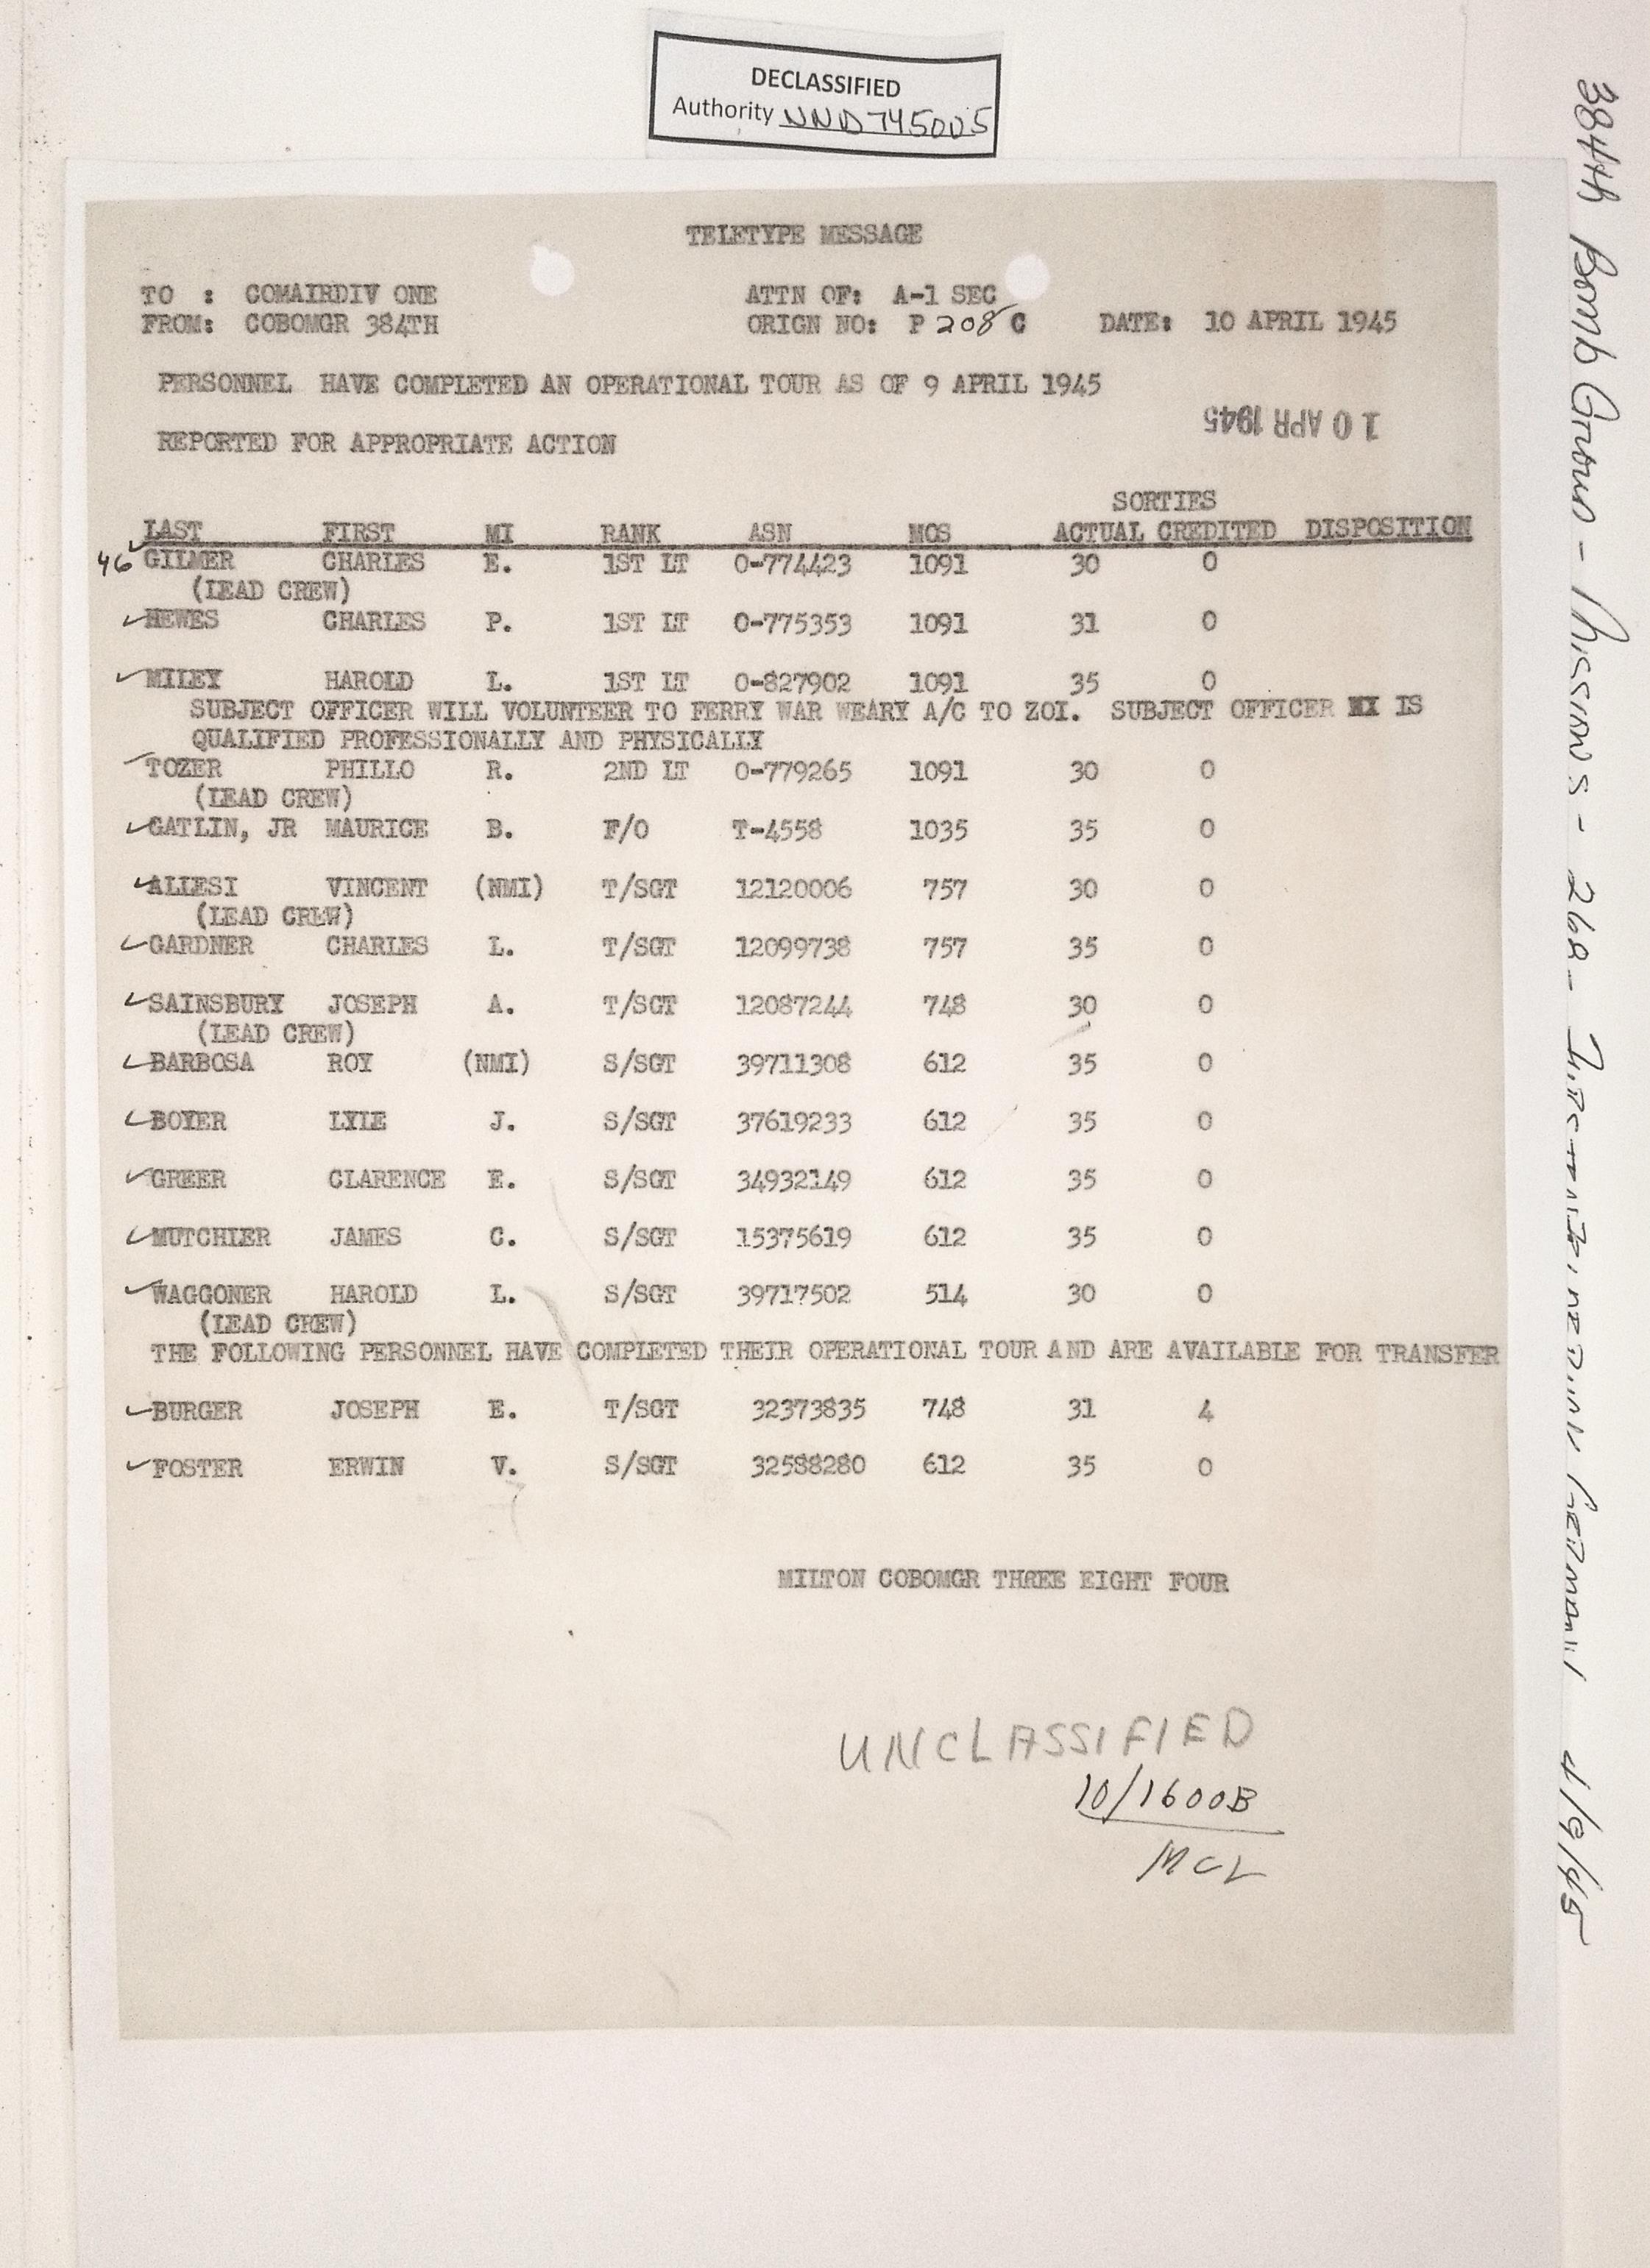 DECLASSIFIED
Authority NND745005
TELETYPE MESSAGE
TO : COMAIRDIV ONE ATTN OF: A-1 SEC
FROM: COBOMGR 384TH ORIGN NO: P 208 C DATE: 10 APRIL 1945
PERSONNEL HAVE COMPLETED AN OPERATIONAL TOUR AS OF 9 APRIL 1945
10 APR 1945
REPORTED FOR APPROPRIATE ACTION
SORTIES
LAST FIRST MI RANK ASN MOS ACTUAL CREDITED DISPOSITION
46 GILMER CHARLES E. 1ST LT 0-774423 1091 30 0
(LEAD CREW)
HEWES CHARLES P. 1ST LT 0-775353 1091 31 0
MILEY HAROLD L. 1ST LT 0-827902 1091 35 0
SUBJECT OFFICER WILL VOLUNTEER TO FERRY WAR WEARY A/C TO ZOI. SUBJECT OFFICER IS
QUALIFIED PROFESSIONALLY AND PHYSICALLY
TOZER PHILLO R. 2ND LT 0-779265 1091 30 0
(LEAD CREW)
GATLIN, JR MAURICE B. F/O T-4558 1035 35 0
ALLESI VINCENT (NMI) T/SGT 12120006 757 30 0
(LEAD CREW)
GARDNER CHARLES L. T/SGT 12099738 757 35 0
SAINSBURY JOSEPH A. T/SGT 12087244 748 30 0
(LEAD CREW)
BARBOSA ROY (NMI) S/SGT 39711308 612 35 0
BOYER LYLE J. S/SGT 37619233 612 35 0
GREER CLARENCE E. S/SGT 34932149 612 35 0
MUTCHLER JAMES C. S/SGT 15375619 612 35 0
WAGGONER HAROLD L. S/SGT 39717502 514 30 0
(LEAD CREW)
THE FOLLOWING PERSONNEL HAVE COMPLETED THEIR OPERATIONAL TOUR AND ARE AVAILABLE FOR TRANSFER
BURGER JOSEPH E. T/SGT 32373835 748 31 4
FOSTER ERWIN V. S/SGT 32588280 612 35 0
MILTON COBOMGR THREE EIGHT FOUR
UNCLASSIFIED
10/1600B
MCL
384th Bomb Group - Missions - 268 - Germany 4/9/45